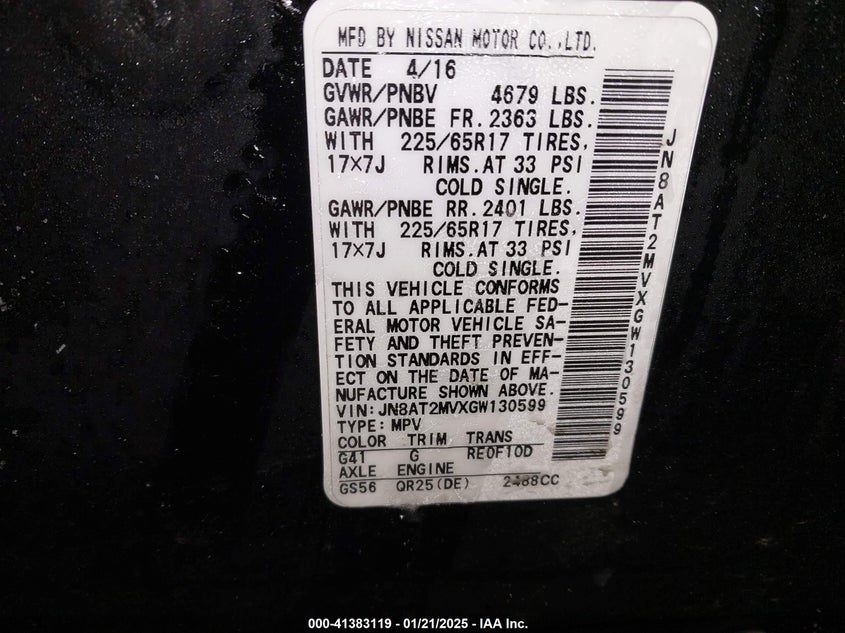 MFD BY NISSAN MOTOR CO.,LTD.
DATE 4/16
GVWR/PNBV 4679 LBS.
GAWR/PNBE FR.2363 LBS.
WITH 225/65R17 TIRES,
17×7J RIMS.AT 33 PSI
COLD SINGLE.
GAWR/PNBE RR.2401 LBS.
WITH 225/65R17 TIRES,
17×7J RIMS.AT 33 PSI
COLD SINGLE.
THIS VEHICLE CONFORMS
TO ALL APPLICABLE FED-
ERAL MOTOR VEHICLE SA-
FETY AND THEFT PREVEN-
TION STANDARDS IN EFF-
ECT ON THE DATE OF MA-
NUFACTURE SHOWN ABOVE.
VIN:JN8AT2MVXGW130599
TYPE:MPV
COLOR TRIM TRANS
G41 G RE0F10D
AXLE ENGINE
GS56 QR25(DE) 2488CC
JN8AT2MVXGW130599
000-41383119 - 01/21/2025 - IAA Inc.